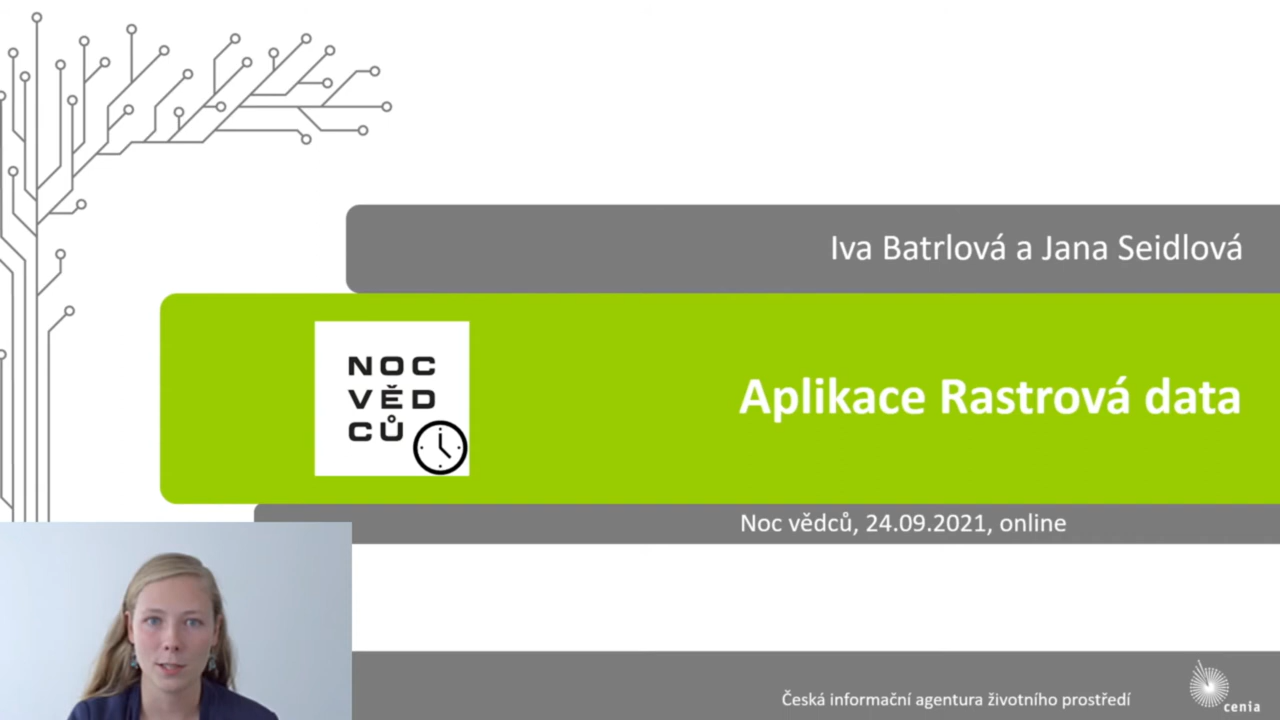 Iva Batrlová a Jana Seidlová
NOC
VĚD
CŮ
Aplikace Rastrová data
Noc vědců, 24.09.2021, online
Česká informační agentura životního prostředí
cenia